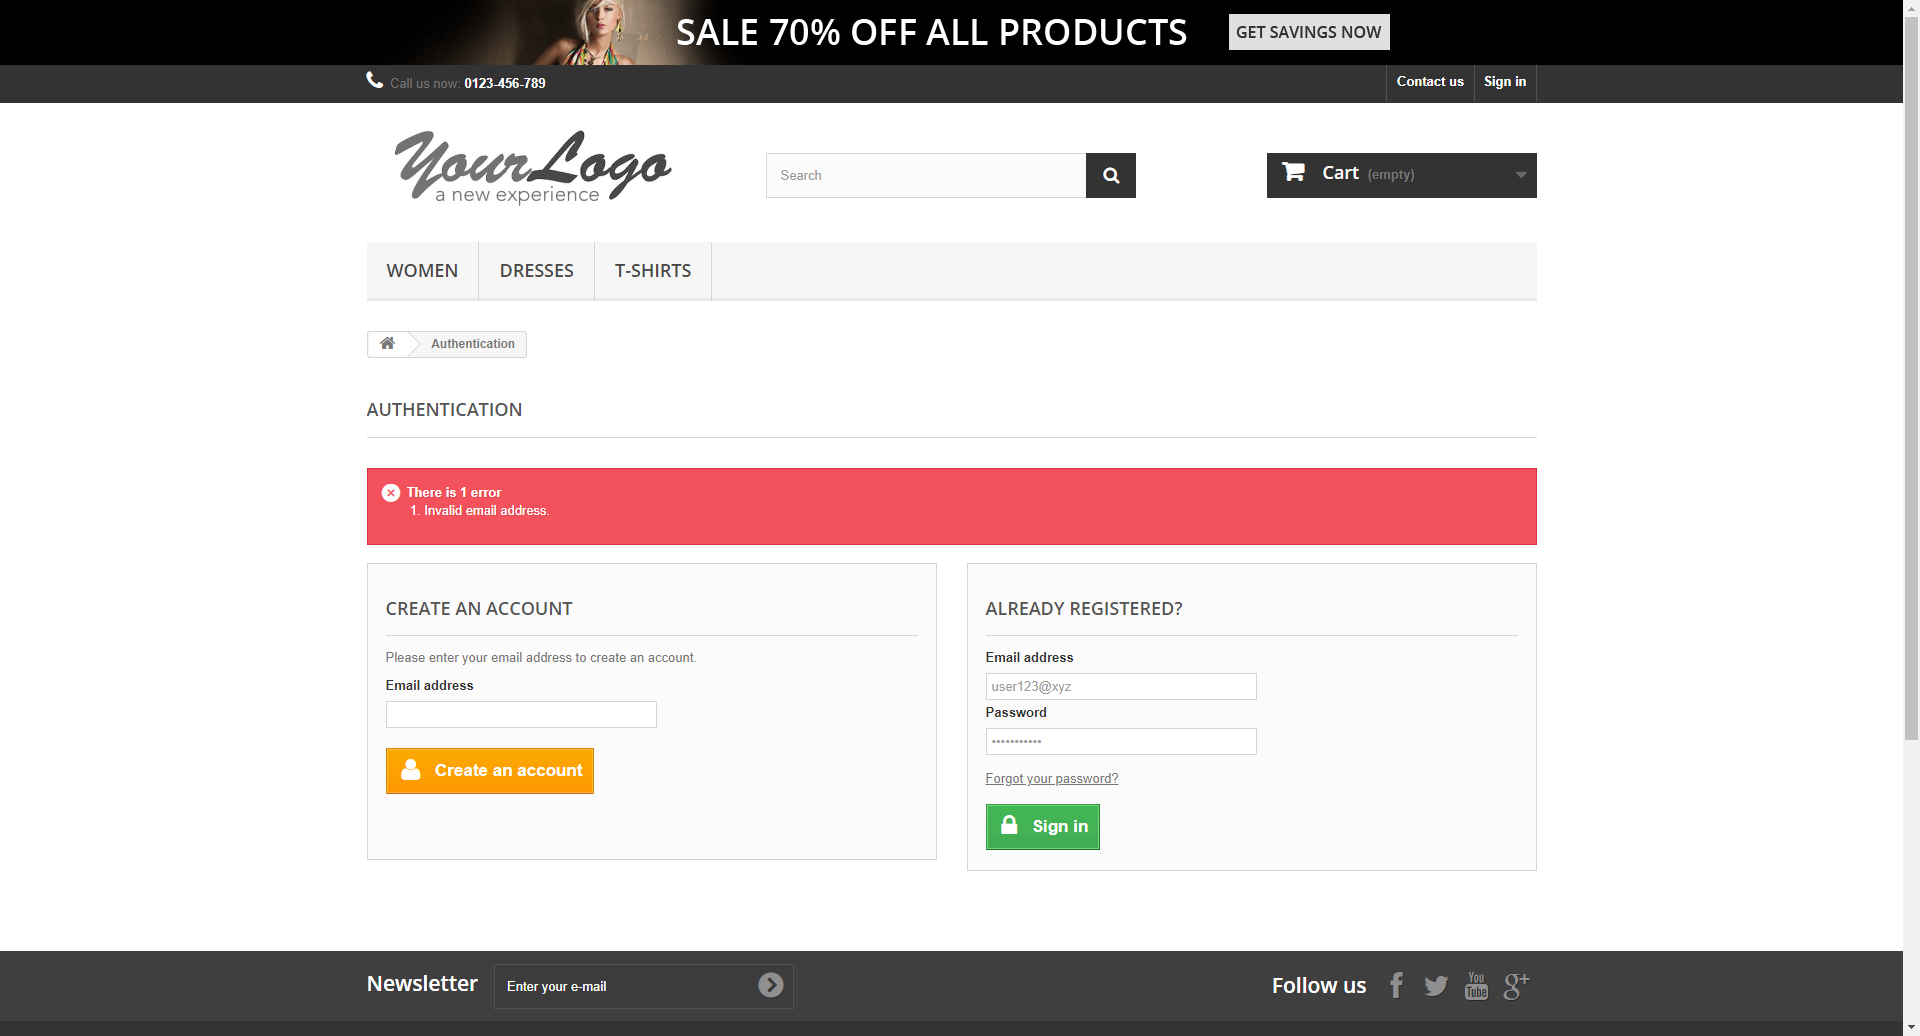 SALE 70% OFF ALL PRODUCTS
GET SAVINGS NOW
Call us now: 0123-456-789
Contact us
Sign in
YourLogo
a new experience
Search
Cart (empty)
WOMEN
DRESSES
T-SHIRTS
Authentication
AUTHENTICATION
There is 1 error
1. Invalid email address.
CREATE AN ACCOUNT
Please enter your email address to create an account.
Email address
Create an account
ALREADY REGISTERED?
Email address
user123@xyz
Password
Forgot your password?
Sign in
Newsletter
Enter your e-mail
Follow us
You
Tube
g+